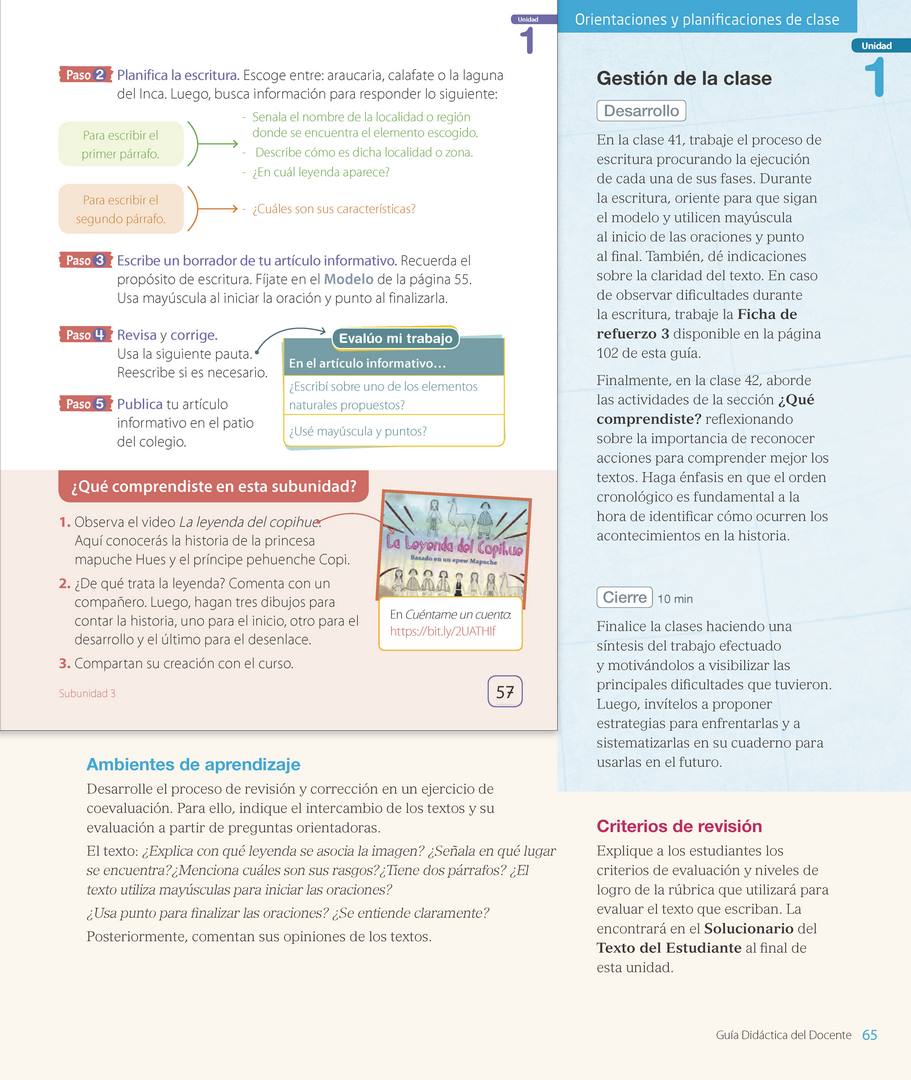 Unidad
1
Paso 2 Planifica la escritura. Escoge entre: araucaria, calafate o la laguna
del Inca. Luego, busca información para responder lo siguiente:
Para escribir el
primer párrafo.
- Senala el nombre de la localidad o región
donde se encuentra el elemento escogido.
- Describe cómo es dicha localidad o zona.
- ¿En cuál leyenda aparece?
Para escribir el
segundo párrafo.
- ¿Cuáles son sus características?
Paso 3 Escribe un borrador de tu artículo informativo. Recuerda el
propósito de escritura. Fíjate en el Modelo de la página 55.
Usa mayúscula al iniciar la oración y punto al finalizarla.
Paso 4 Revisa y corrige.
Usa la siguiente pauta.
Reescribe si es necesario.
Evalúo mi trabajo
En el artículo informativo...
¿Escribí sobre uno de los elementos
naturales propuestos?
¿Usé mayúscula y puntos?
Paso 5 Publica tu artículo
informativo en el patio
del colegio.
¿Qué comprendiste en esta subunidad?
1. Observa el video La leyenda del copihue.
Aquí conocerás la historia de la princesa
mapuche Hues y el príncipe pehuenche Copi.
2. ¿De qué trata la leyenda? Comenta con un
compañero. Luego, hagan tres dibujos para
contar la historia, uno para el inicio, otro para el
desarrollo y el último para el desenlace.
3. Compartan su creación con el curso.
La Leyenda del Copihue
Basado en un epew Mapuche
En Cuéntame un cuento:
https://bit.ly/2UATHlf
Subunidad 3
57
Orientaciones y planificaciones de clase
Unidad
1
Gestión de la clase
Desarrollo
En la clase 41, trabaje el proceso de
escritura procurando la ejecución
de cada una de sus fases. Durante
la escritura, oriente para que sigan
el modelo y utilicen mayúscula
al inicio de las oraciones y punto
al final. También, dé indicaciones
sobre la claridad del texto. En caso
de observar dificultades durante
la escritura, trabaje la Ficha de
refuerzo 3 disponible en la página
102 de esta guía.
Finalmente, en la clase 42, aborde
las actividades de la sección ¿Qué
comprendiste? reflexionando
sobre la importancia de reconocer
acciones para comprender mejor los
textos. Haga énfasis en que el orden
cronológico es fundamental a la
hora de identificar cómo ocurren los
acontecimientos en la historia.
Cierre 10 min
Finalice la clases haciendo una
síntesis del trabajo efectuado
y motivándolos a visibilizar las
principales dificultades que tuvieron.
Luego, invítelos a proponer
estrategias para enfrentarlas y a
sistematizarlas en su cuaderno para
usarlas en el futuro.
Ambientes de aprendizaje
Desarrolle el proceso de revisión y corrección en un ejercicio de
coevaluación. Para ello, indique el intercambio de los textos y su
evaluación a partir de preguntas orientadoras.
El texto: ¿Explica con qué leyenda se asocia la imagen? ¿Señala en qué lugar
se encuentra?¿Menciona cuáles son sus rasgos?¿Tiene dos párrafos? ¿El
texto utiliza mayúsculas para iniciar las oraciones?
¿Usa punto para finalizar las oraciones? ¿Se entiende claramente?
Posteriormente, comentan sus opiniones de los textos.
Criterios de revisión
Explique a los estudiantes los
criterios de evaluación y niveles de
logro de la rúbrica que utilizará para
evaluar el texto que escriban. La
encontrará en el Solucionario del
Texto del Estudiante al final de
esta unidad.
Guía Didáctica del Docente 65